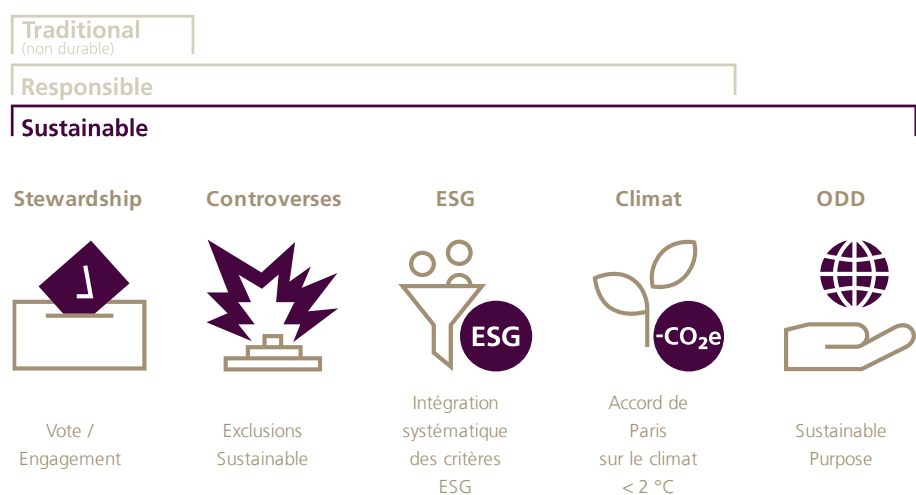 Traditional
(non durable)
Responsible
Sustainable
Stewardship
Controverses
ESG
Climat
ODD
ESG
-CO₂e
Vote /
Engagement
Exclusions
Sustainable
Intégration
systématique
des critères
ESG
Accord de
Paris
sur le climat
< 2 °C
Sustainable
Purpose